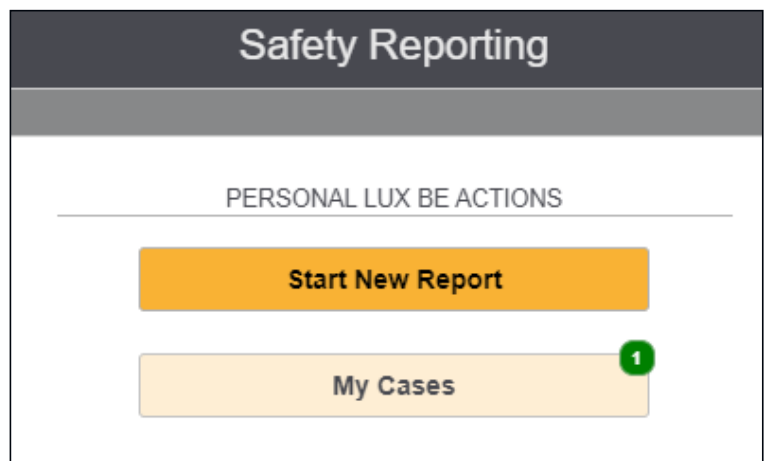 Safety Reporting
PERSONAL LUX BE ACTIONS
Start New Report
1
My Cases